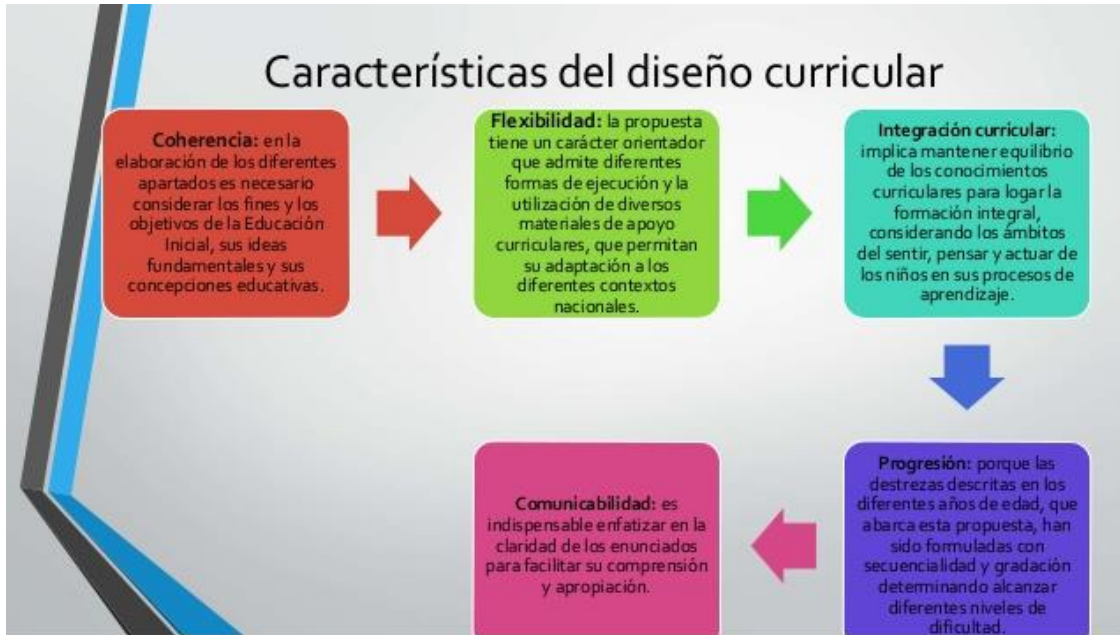 Características del diseño curricular
Coherencia: en la
elaboración de los diferentes
apartados es necesario
considerar los fines y los
objetivos de la Educación
Inicial, sus ideas
fundamentales y sus
concepciones educativas.
Flexibilidad: la propuesta
tiene un carácter orientador
que admite diferentes
formas de ejecución y la
utilización de diversos
materiales de apoyo
curriculares, que permitan
su adaptación a los
diferentes contextos
nacionales.
Integración curricular:
implica mantener equilibrio
de los conocimientos
curriculares para logar la
formación integral,
considerando los ámbitos
del sentir, pensar y actuar de
los niños en sus procesos de
aprendizaje.
Progresión: porque las
destrezas descritas en los
diferentes años de edad, que
abarca esta propuesta, han
sido formuladas con
secuencialidad y gradación
determinando alcanzar
diferentes niveles de
dificultad.
Comunicabilidad: es
indispensable enfatizar en la
claridad de los enunciados
para facilitar su comprensión
y apropiación.